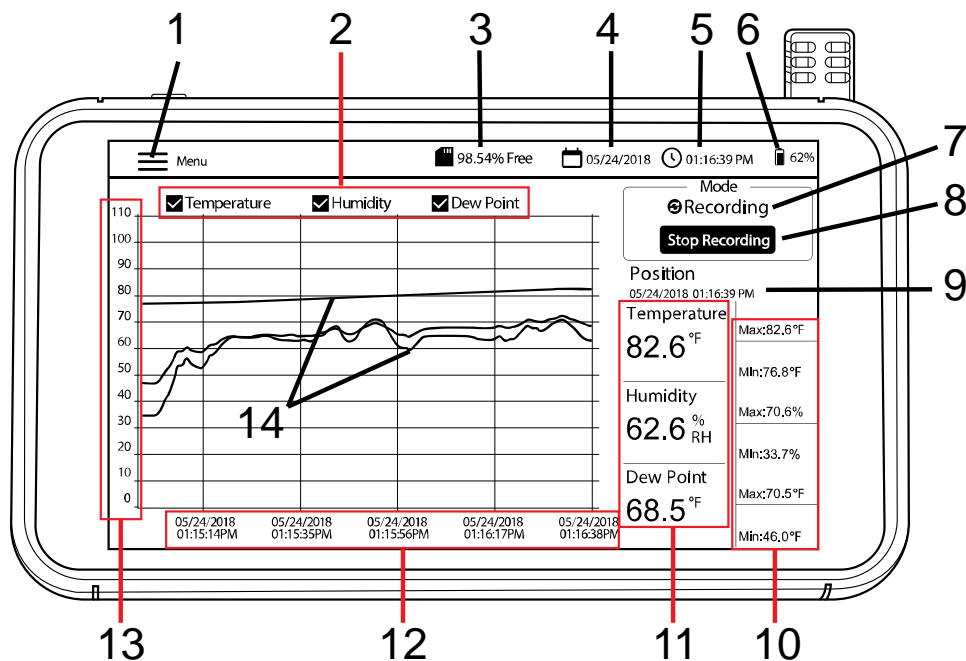 1 2 3 4 5 6
Menu 98.54% Free 05/24/2018 01:16:39 PM 62%
7
Mode
Temperature Humidity Dew Point
Recording
8
Stop Recording
110
100
90
80
70
60
50
40
30
20
10
0
Position
05/24/2018 01:16:39 PM
9
Temperature
82.6 °F
Max:82.6°F
MIn:76.8°F
Humidity
62.6 % RH
Max:70.6%
MIn:33.7%
Dew Point
68.5 °F
Max:70.5°F
Min:46.0°F
14
05/24/2018 05/24/2018 05/24/2018 05/24/2018 05/24/2018
01:15:14PM 01:15:35PM 01:15:56PM 01:16:17PM 01:16:38PM
13 12 11 10